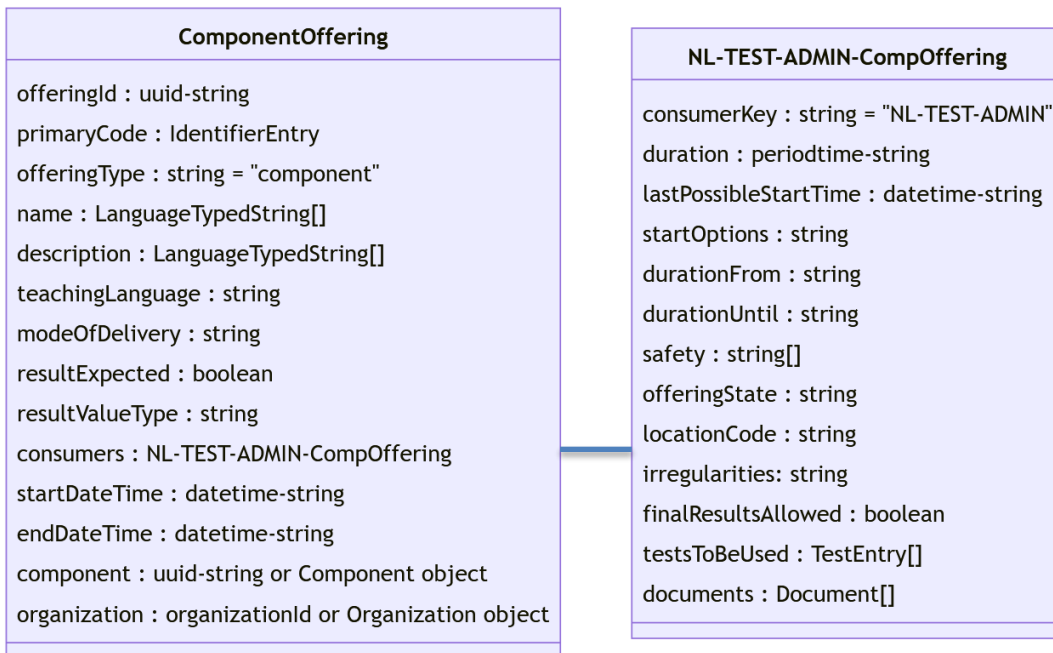 ComponentOffering
offeringId : uuid-string
primaryCode : IdentifierEntry
offeringType : string = "component"
name : LanguageTypedString[]
description : LanguageTypedString[]
teachingLanguage : string
modeOfDelivery : string
resultExpected : boolean
resultValueType : string
consumers : NL-TEST-ADMIN-CompOffering
startDateTime : datetime-string
endDateTime : datetime-string
component : uuid-string or Component object
organization : organizationId or Organization object
NL-TEST-ADMIN-CompOffering
consumerKey : string = "NL-TEST-ADMIN"
duration : periodtime-string
lastPossibleStartTime : datetime-string
startOptions : string
durationFrom : string
durationUntil : string
safety : string[]
offeringState : string
locationCode : string
irregularities: string
finalResultsAllowed : boolean
testsToBeUsed : TestEntry[]
documents : Document[]